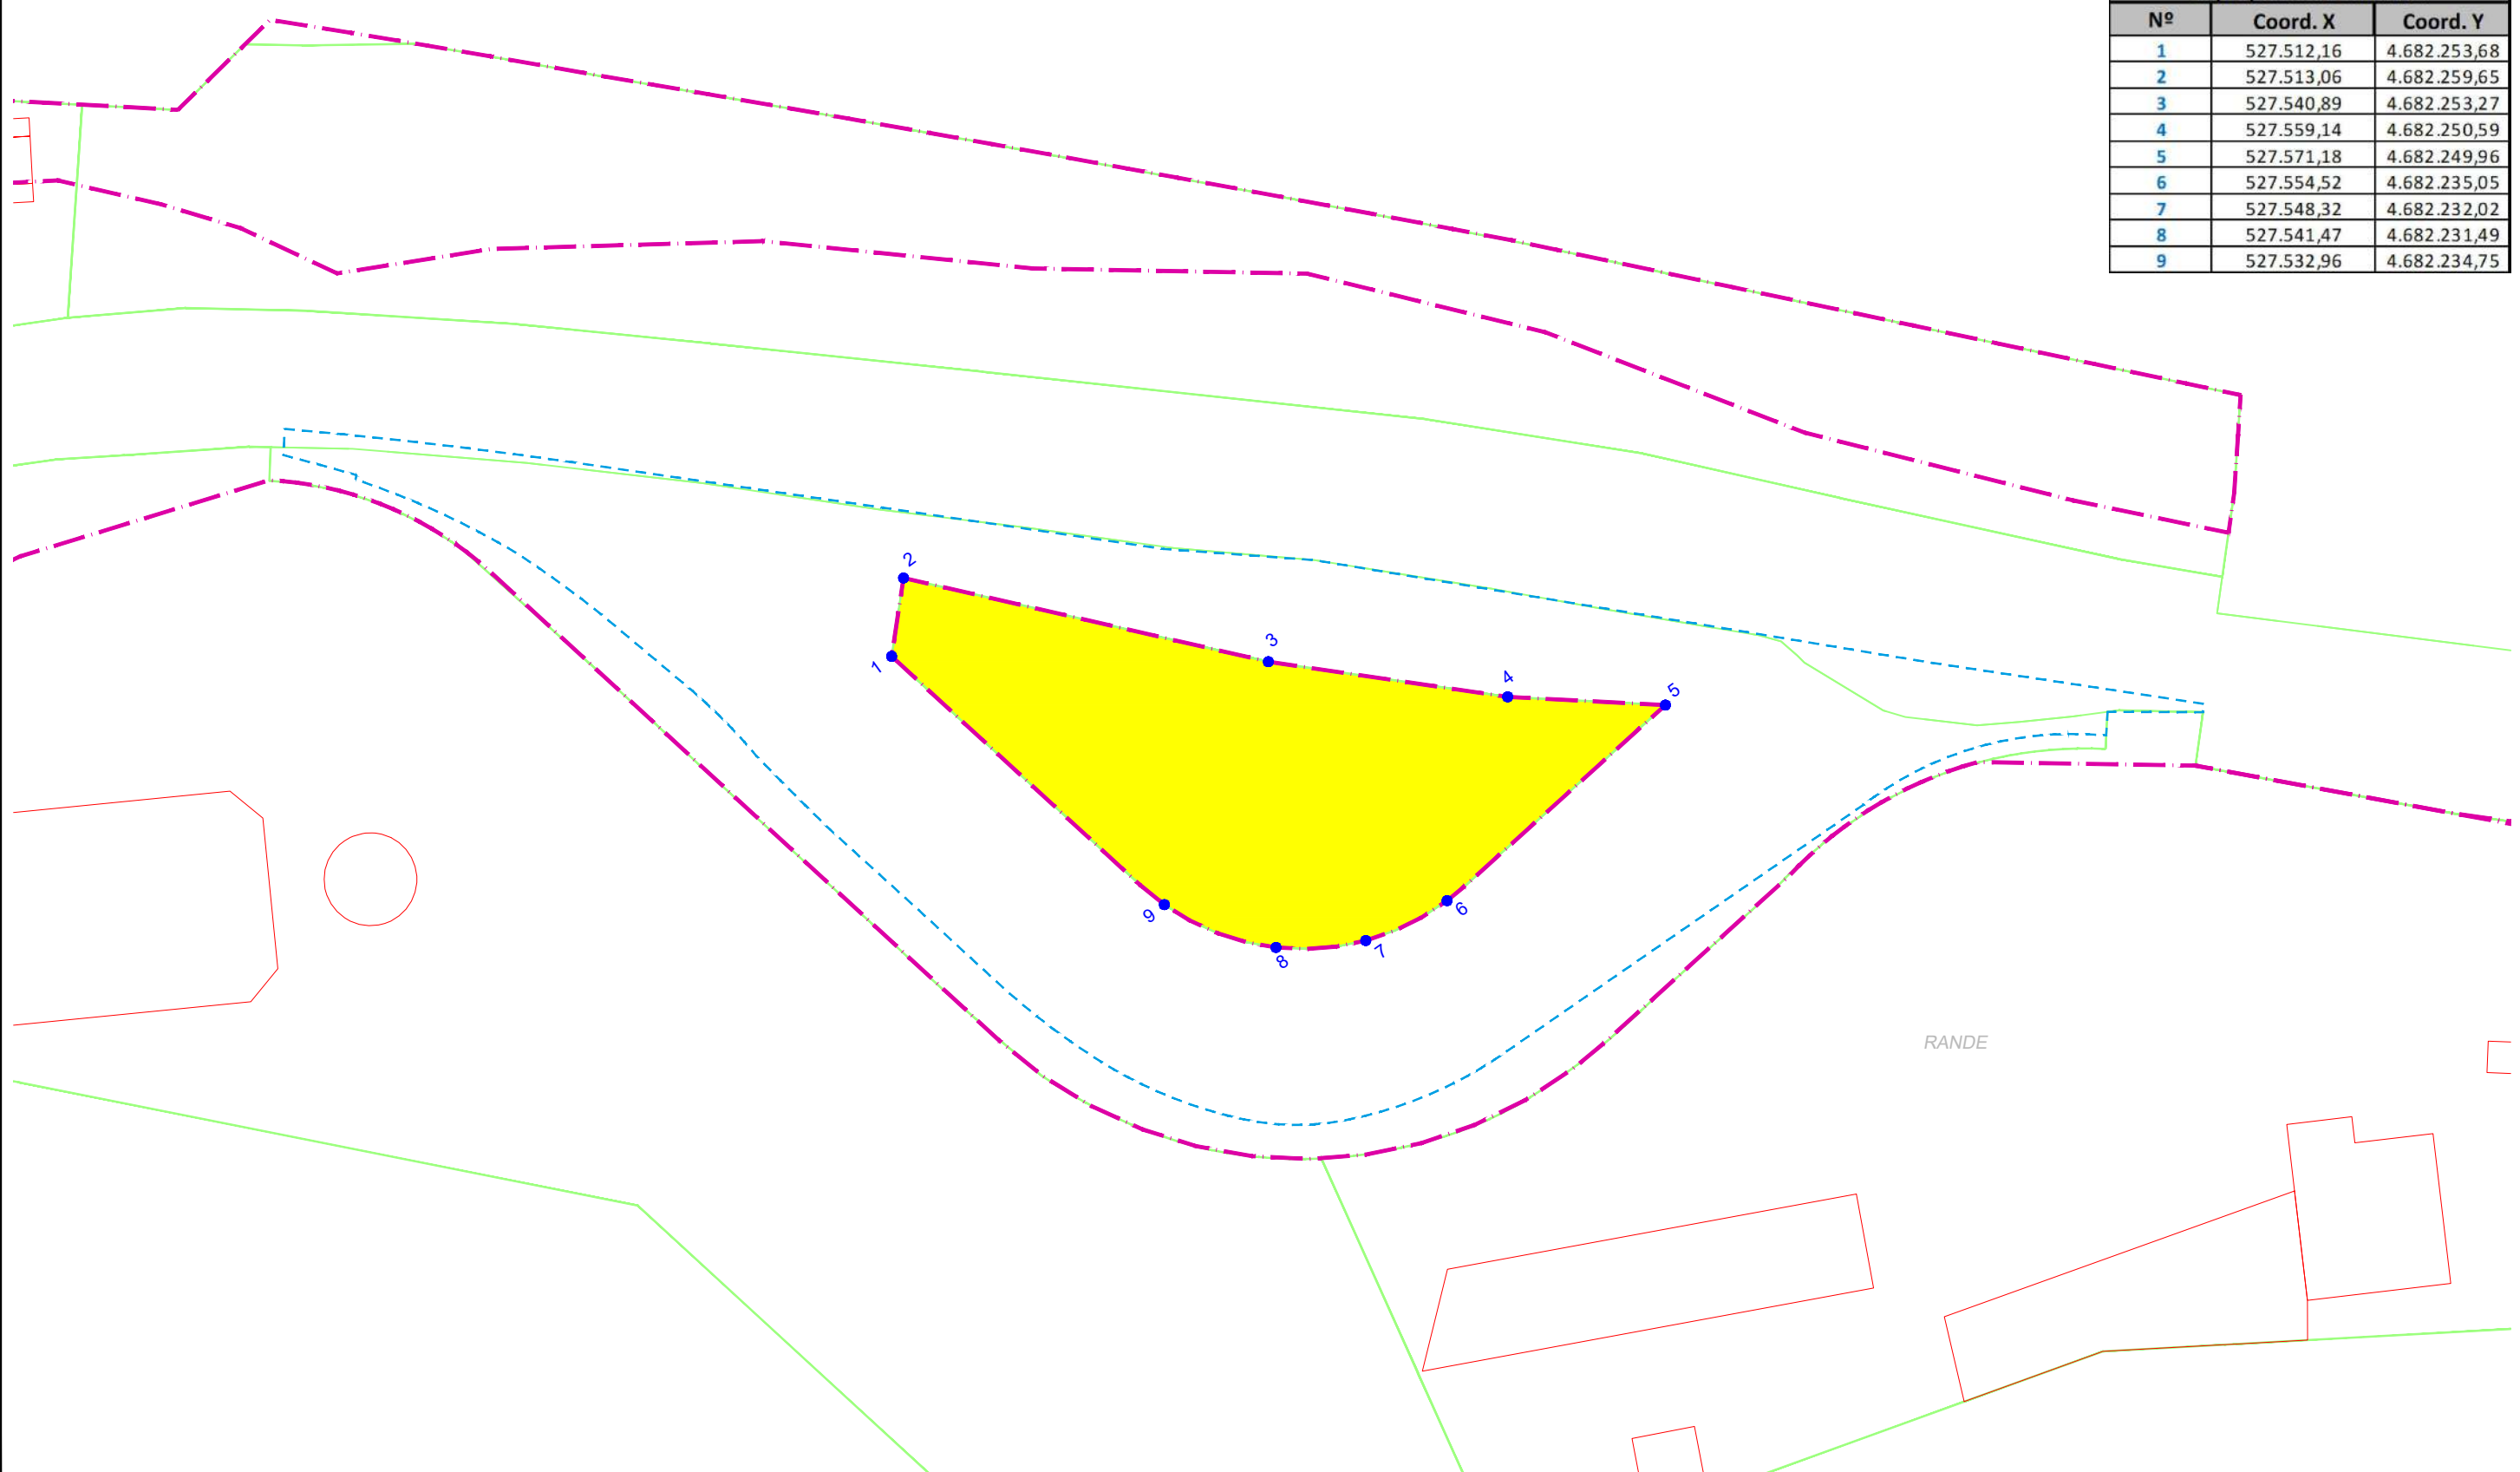 Nº Coord. X Coord. Y
1 527.512,16 4.682.253,68
2 527.513,06 4.682.259,65
3 527.540,89 4.682.253,27
4 527.559,14 4.682.250,59
5 527.571,18 4.682.249,96
6 527.554,52 4.682.235,05
7 527.548,32 4.682.232,02
8 527.541,47 4.682.231,49
9 527.532,96 4.682.234,75
2
3
1
4
5
9
6
8
7
RANDE